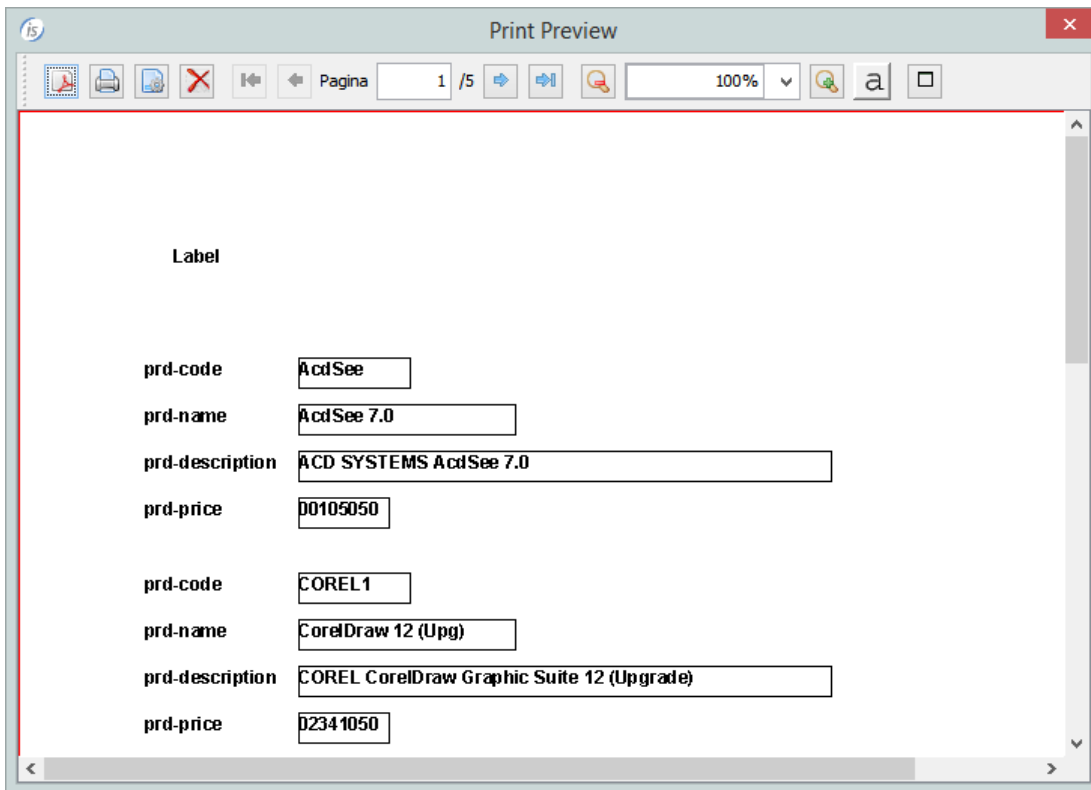 is
Print Preview
Pagina 1 /5 100% a
Label
prd-code AcdSee
prd-name AcdSee 7.0
prd-description ACD SYSTEMS AcdSee 7.0
prd-price 00105050
prd-code COREL1
prd-name CorelDraw 12 (Upg)
prd-description COREL CorelDraw Graphic Suite 12 (Upgrade)
prd-price 02341050